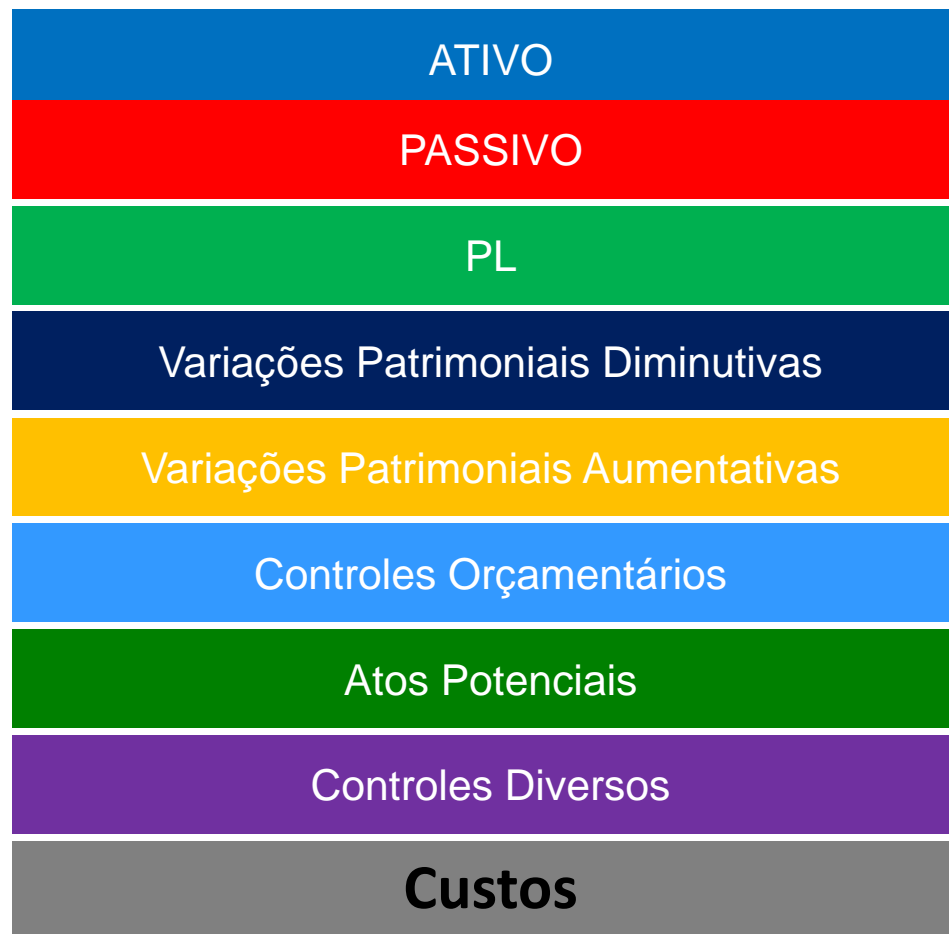 ATIVO
PASSIVO
PL
Variações Patrimoniais Diminutivas
Variações Patrimoniais Aumentativas
Controles Orçamentários
Atos Potenciais
Controles Diversos
Custos